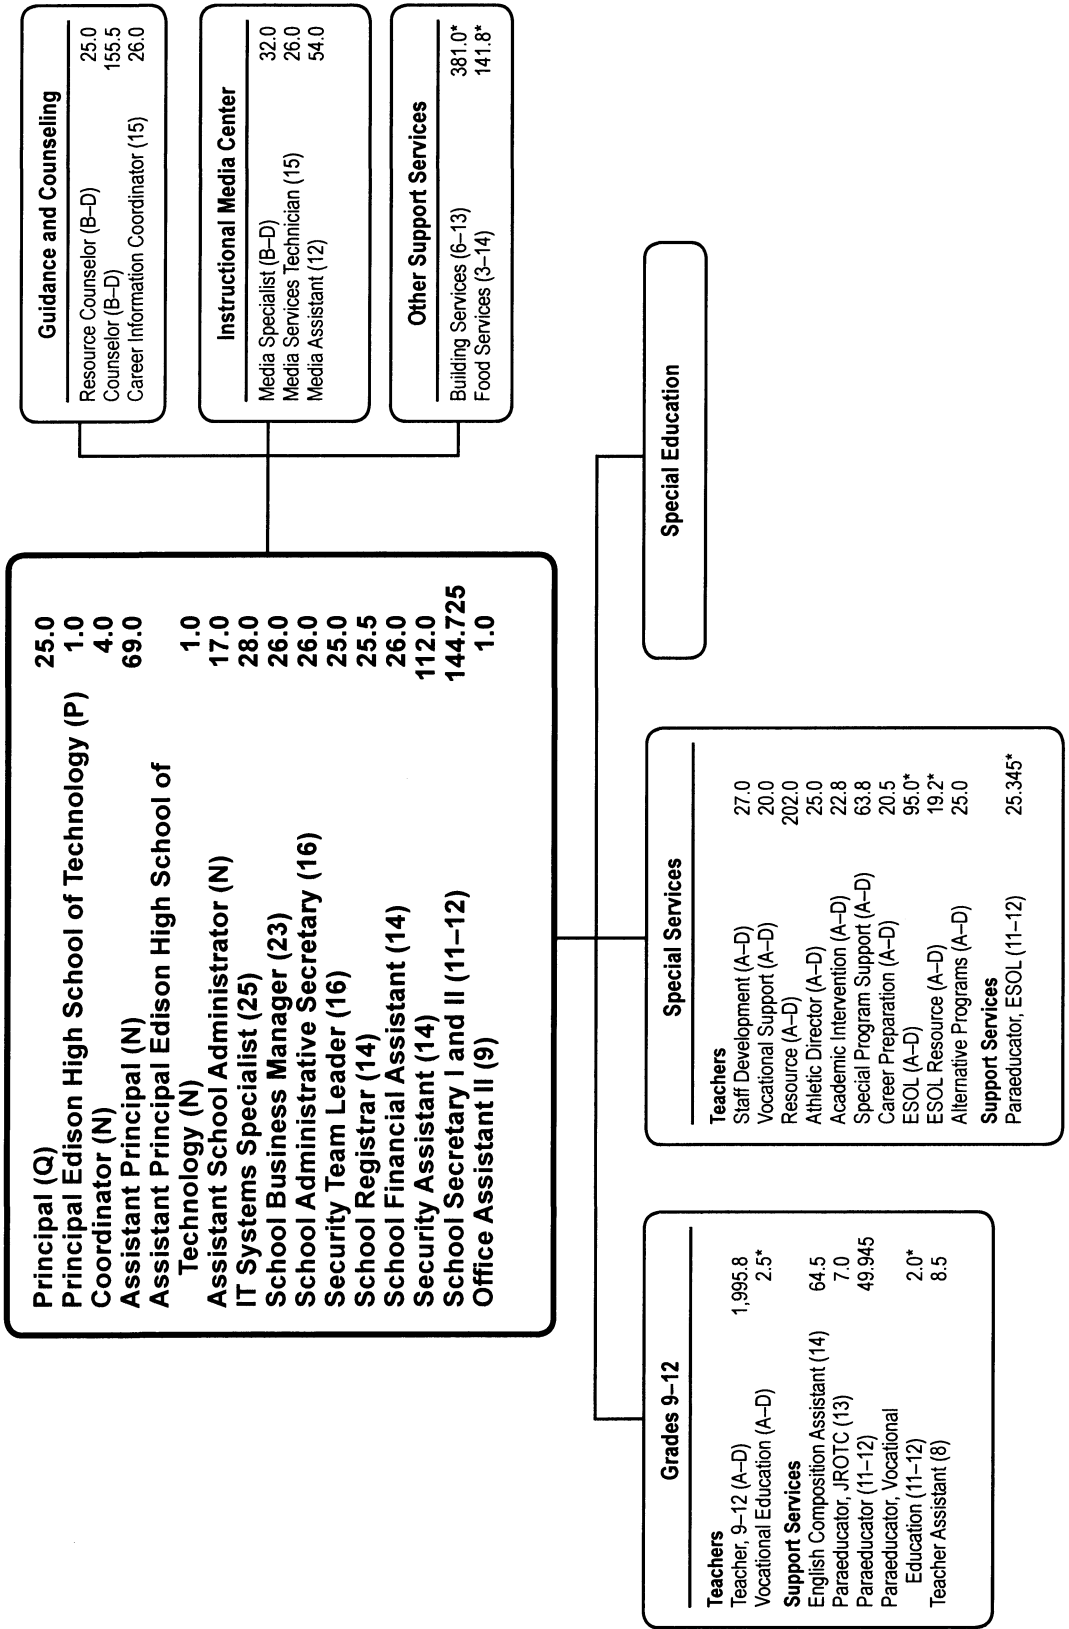 Principal (Q) 25.0
Principal Edison High School of Technology (P) 1.0
Coordinator (N) 4.0
Assistant Principal (N) 69.0
Assistant Principal Edison High School of
Technology (N) 1.0
Assistant School Administrator (N) 17.0
IT Systems Specialist (25) 28.0
School Business Manager (23) 26.0
School Administrative Secretary (16) 26.0
Security Team Leader (16) 25.0
School Registrar (14) 25.5
School Financial Assistant (14) 26.0
Security Assistant (14) 112.0
School Secretary I and II (11–12) 144.725
Office Assistant II (9) 1.0
Guidance and Counseling
Resource Counselor (B–D) 25.0
Counselor (B–D) 155.5
Career Information Coordinator (15) 26.0
Instructional Media Center
Media Specialist (B–D) 32.0
Media Services Technician (15) 26.0
Media Assistant (12) 54.0
Other Support Services
Building Services (6–13) 381.0*
Food Services (3–14) 141.8*
Grades 9–12
Teachers
Teacher, 9–12 (A–D) 1,995.8
Vocational Education (A–D) 2.5*
Support Services
English Composition Assistant (14) 64.5
Paraeducator, JROTC (13) 7.0
Paraeducator (11–12) 49.945
Paraeducator, Vocational
Education (11–12) 2.0*
Teacher Assistant (8) 8.5
Special Services
Teachers
Staff Development (A–D) 27.0
Vocational Support (A–D) 20.0
Resource (A–D) 202.0
Athletic Director (A–D) 25.0
Academic Intervention (A–D) 22.8
Special Program Support (A–D) 63.8
Career Preparation (A–D) 20.5
ESOL (A–D) 95.0*
ESOL Resource (A–D) 19.2*
Alternative Programs (A–D) 25.0
Support Services
Paraeducator, ESOL (11–12) 25.345*
Special Education